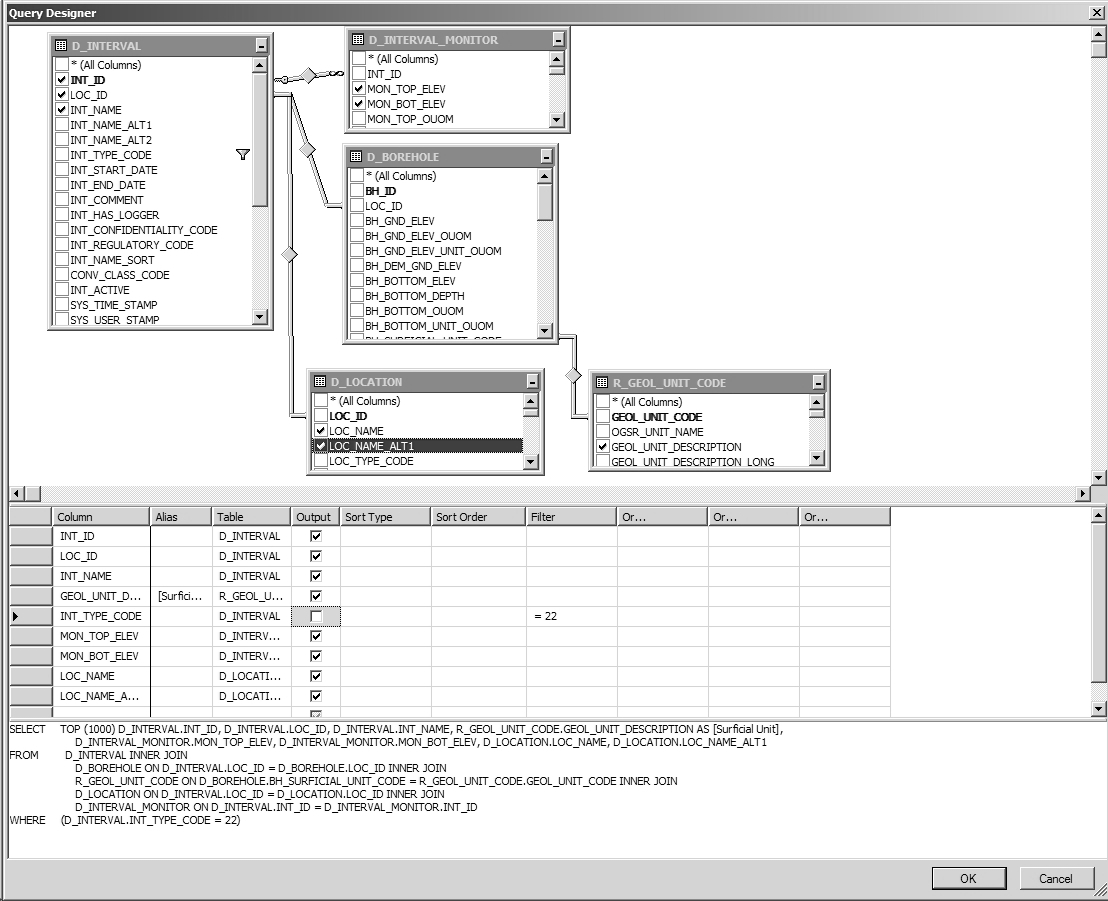 Query Designer
D_INTERVAL
* (All Columns)
INT_ID
LOC_ID
INT_NAME
INT_NAME_ALT1
INT_NAME_ALT2
INT_TYPE_CODE
INT_START_DATE
INT_END_DATE
INT_COMMENT
INT_HAS_LOGGER
INT_CONFIDENTIALITY_CODE
INT_REGULATORY_CODE
INT_NAME_SORT
CONV_CLASS_CODE
INT_ACTIVE
SYS_TIME_STAMP
SYS_USER_STAMP
D_INTERVAL_MONITOR
* (All Columns)
INT_ID
MON_TOP_ELEV
MON_BOT_ELEV
MON_TOP_OUOM
D_BOREHOLE
* (All Columns)
BH_ID
LOC_ID
BH_GND_ELEV
BH_GND_ELEV_OUOM
BH_GND_ELEV_UNIT_OUOM
BH_DEM_GND_ELEV
BH_BOTTOM_ELEV
BH_BOTTOM_DEPTH
BH_BOTTOM_OUOM
BH_BOTTOM_UNIT_OUOM
BH_SURFICIAL_UNIT_CODE
D_LOCATION
* (All Columns)
LOC_ID
LOC_NAME
LOC_NAME_ALT1
LOC_TYPE_CODE
R_GEOL_UNIT_CODE
* (All Columns)
GEOL_UNIT_CODE
OGSR_UNIT_NAME
GEOL_UNIT_DESCRIPTION
GEOL_UNIT_DESCRIPTION_LONG
Column Alias Table Output Sort Type Sort Order Filter Or... Or... Or...
INT_ID D_INTERVAL
LOC_ID D_INTERVAL
INT_NAME D_INTERVAL
GEOL_UNIT_D... [Surfici... R_GEOL_U...
INT_TYPE_CODE D_INTERVAL = 22
MON_TOP_ELEV D_INTERV...
MON_BOT_ELEV D_INTERV...
LOC_NAME D_LOCATI...
LOC_NAME_A... D_LOCATI...
SELECT TOP (1000) D_INTERVAL.INT_ID, D_INTERVAL.LOC_ID, D_INTERVAL.INT_NAME, R_GEOL_UNIT_CODE.GEOL_UNIT_DESCRIPTION AS [Surficial Unit],
D_INTERVAL_MONITOR.MON_TOP_ELEV, D_INTERVAL_MONITOR.MON_BOT_ELEV, D_LOCATION.LOC_NAME, D_LOCATION.LOC_NAME_ALT1
FROM D_INTERVAL INNER JOIN
D_BOREHOLE ON D_INTERVAL.LOC_ID = D_BOREHOLE.LOC_ID INNER JOIN
R_GEOL_UNIT_CODE ON D_BOREHOLE.BH_SURFICIAL_UNIT_CODE = R_GEOL_UNIT_CODE.GEOL_UNIT_CODE INNER JOIN
D_LOCATION ON D_INTERVAL.LOC_ID = D_LOCATION.LOC_ID INNER JOIN
D_INTERVAL_MONITOR ON D_INTERVAL.INT_ID = D_INTERVAL_MONITOR.INT_ID
WHERE (D_INTERVAL.INT_TYPE_CODE = 22)
OK Cancel